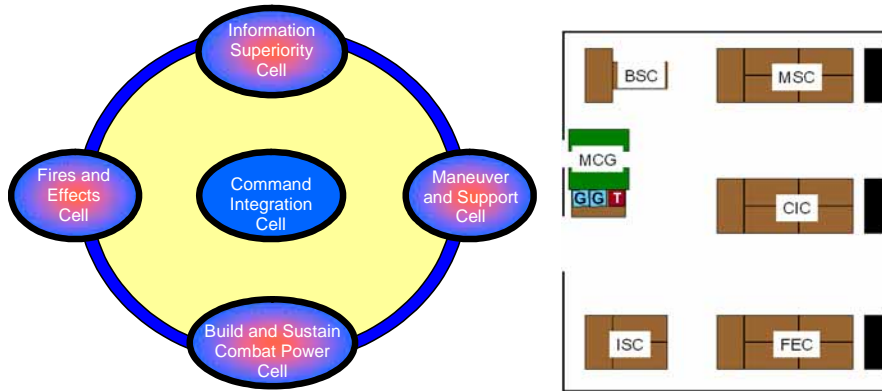 Information
Superiority
Cell
Fires and
Effects
Cell
Command
Integration
Cell
Maneuver
and Support
Cell
Build and Sustain
Combat Power
Cell
BSC
MSC
MCG
G G T
CIC
ISC
FEC